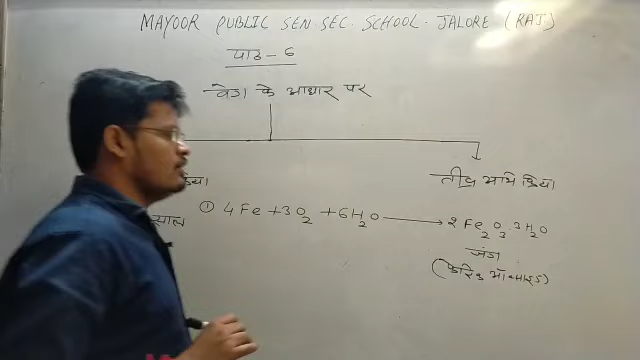 MAYOOR PUBLIC SEN SEC. SCHOOL. JALORE (RAJ)
पाठ - 6
वेग के आधार पर
तीव्र अभिक्रिया
① 4Fe + 3O₂ + 6H₂O → 2Fe₂O₃ 3H₂O
जंग